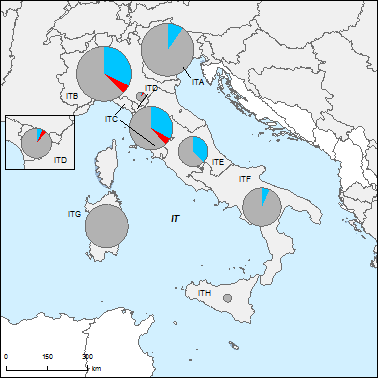 ITA
ITD
ITB
ITC
ITD
ITE
ITF
ITG
IT
ITH
0 150 300
km